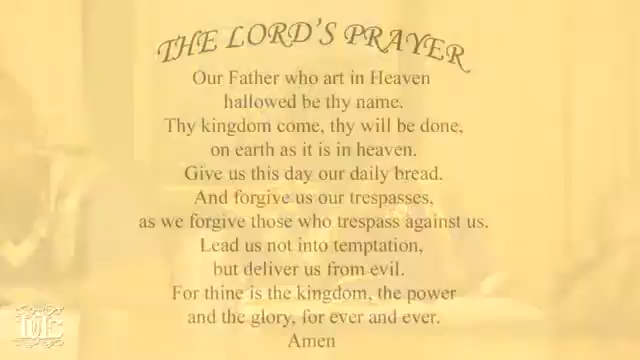 THE LORD'S PRAYER
Our Father who art in Heaven
hallowed be thy name.
Thy kingdom come, thy will be done,
on earth as it is in heaven.
Give us this day our daily bread.
And forgive us our trespasses,
as we forgive those who trespass against us.
Lead us not into temptation,
but deliver us from evil.
For thine is the kingdom, the power
and the glory, for ever and ever.
Amen